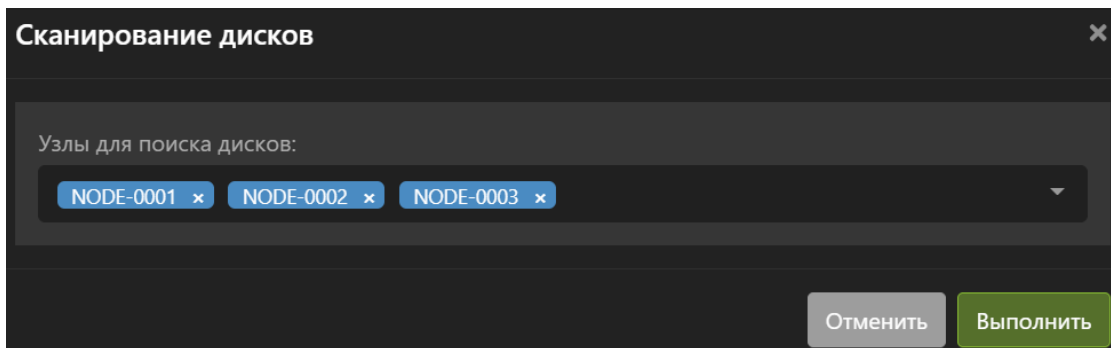 Сканирование дисков ×
Узлы для поиска дисков:
NODE-0001 × NODE-0002 × NODE-0003 ×
Отменить Выполнить